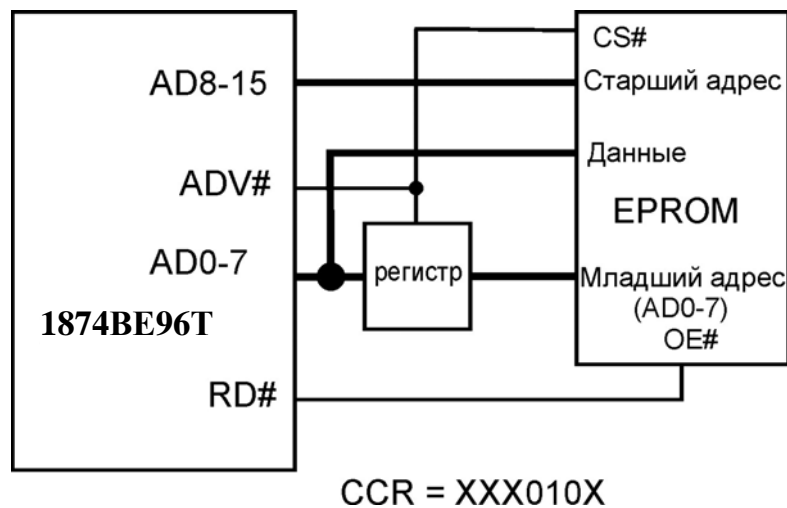 CS#
AD8-15
Старший адрес
Данные
ADV#
EPROM
AD0-7
регистр
Младший адрес
(AD0-7)
1874ВЕ96Т
OE#
RD#
CCR = XXX010X